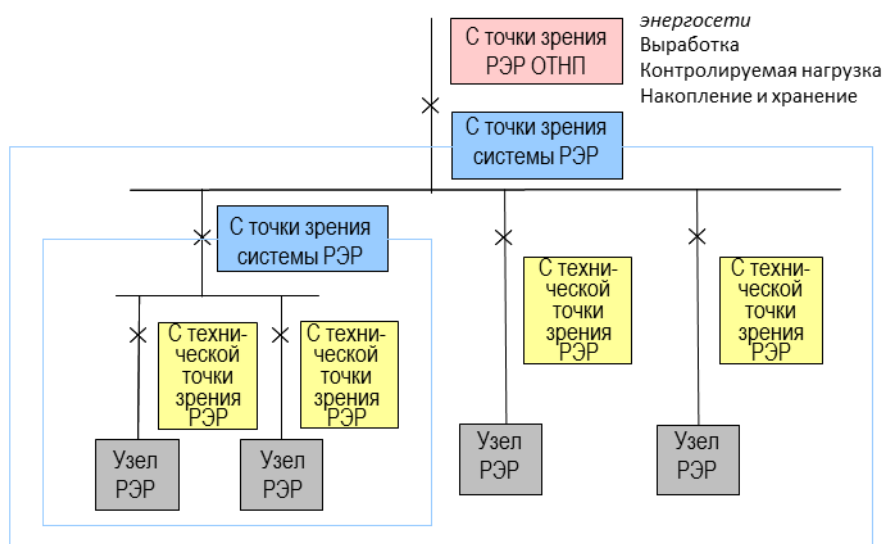 С точки зрения
РЭР ОТНП
энергосети
Выработка
Контролируемая нагрузка
Накопление и хранение
С точки зрения
системы РЭР
С точки зрения
системы РЭР
С техни-
ческой
точки
зрения
РЭР
С техни-
ческой
точки
зрения
РЭР
С техни-
ческой
точки
зрения
РЭР
С техни-
ческой
точки
зрения
РЭР
Узел
РЭР
Узел
РЭР
Узел
РЭР
Узел
РЭР